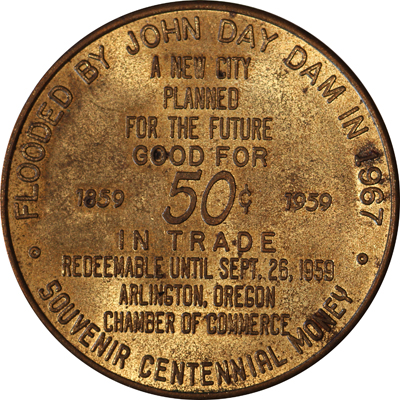 FLOODED BY JOHN DAY DAM IN 1967
A NEW CITY
PLANNED
FOR THE FUTURE
GOOD FOR
1859 50¢ 1959
IN TRADE
REDEEMABLE UNTIL SEPT. 26, 1959
ARLINGTON, OREGON
CHAMBER OF COMMERCE
SOUVENIR CENTENNIAL MONEY